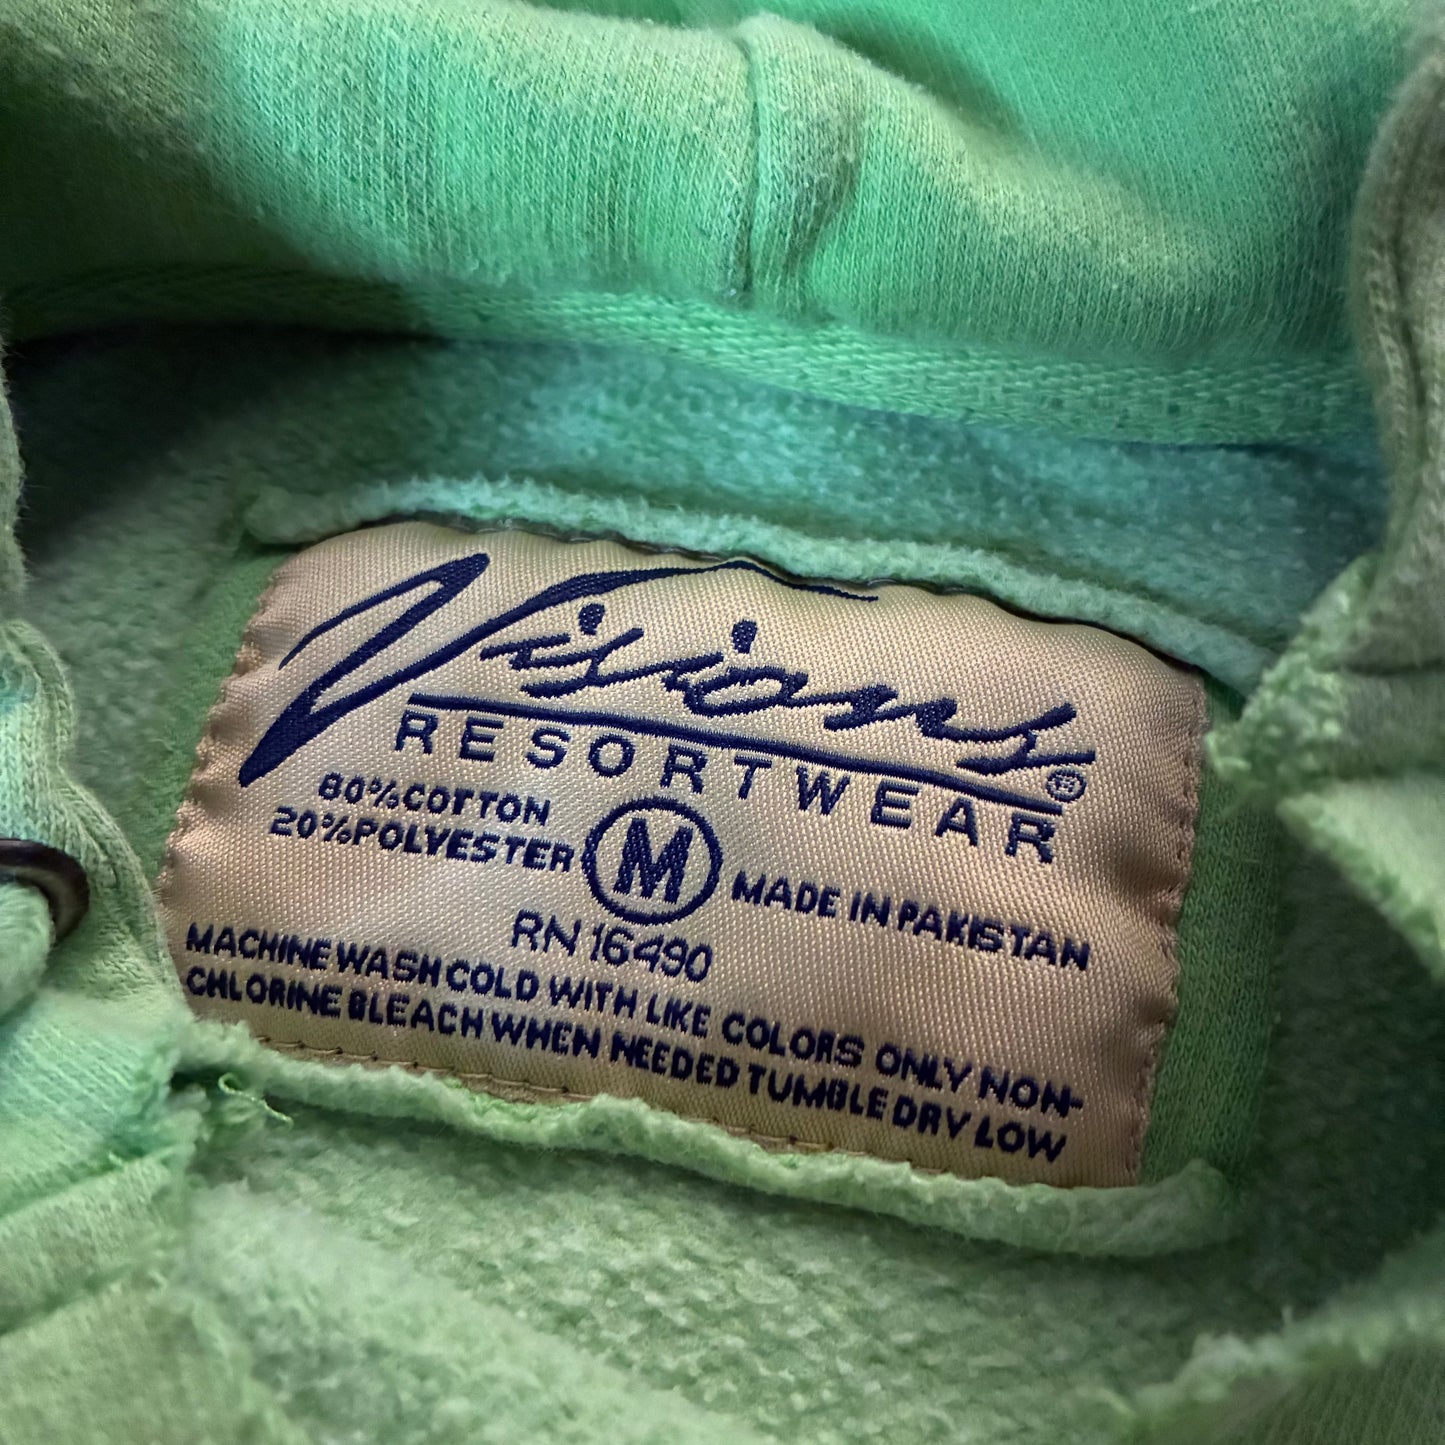 Visions®
RESORTWEAR
80% COTTON
20% POLYESTER
M
MADE IN PAKISTAN
RN 16490
MACHINE WASH COLD WITH LIKE COLORS ONLY NON-
CHLORINE BLEACH WHEN NEEDED TUMBLE DRY LOW